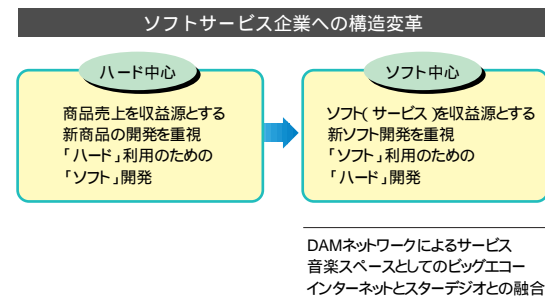 ソフトサービス企業への構造変革
ハード中心
商品売上を収益源とする
新商品の開発を重視
「ハード」利用のための
「ソフト」開発
ソフト中心
ソフト(サービス)を収益源とする
新ソフト開発を重視
「ソフト」利用のための
「ハード」開発
DAMネットワークによるサービス
音楽スペースとしてのビッグエコー
インターネットとスターデジオとの融合